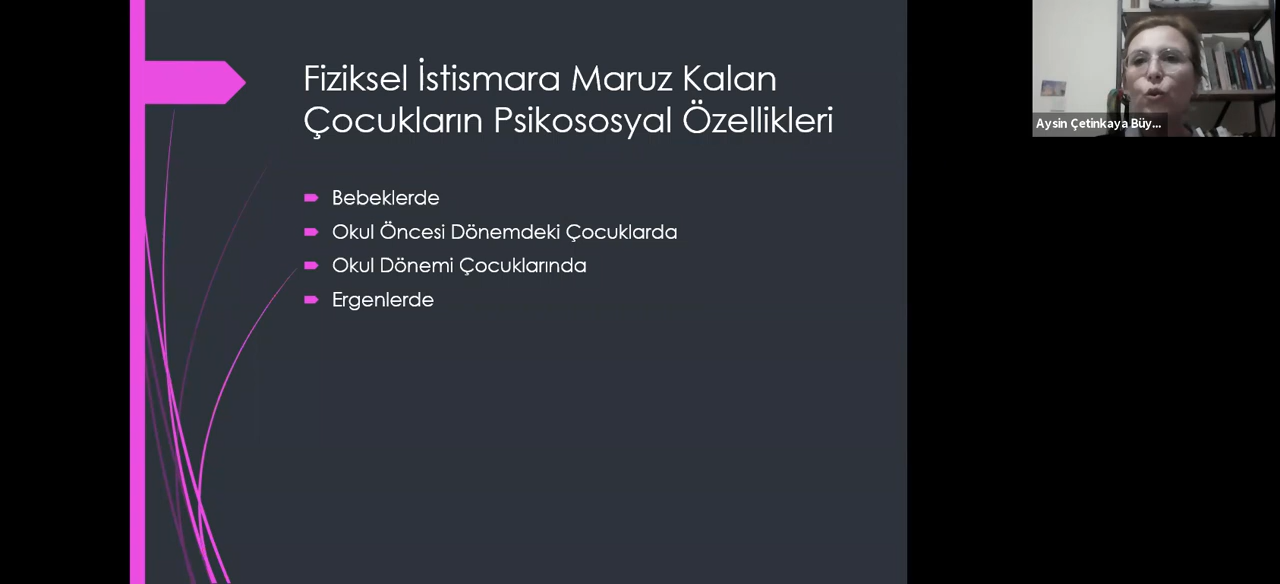 Fiziksel İstismara Maruz Kalan
Çocukların Psikososyal Özellikleri
Bebeklerde
Okul Öncesi Dönemdeki Çocuklarda
Okul Dönemi Çocuklarında
Ergenlerde
Aysin Çetinkaya Büy...